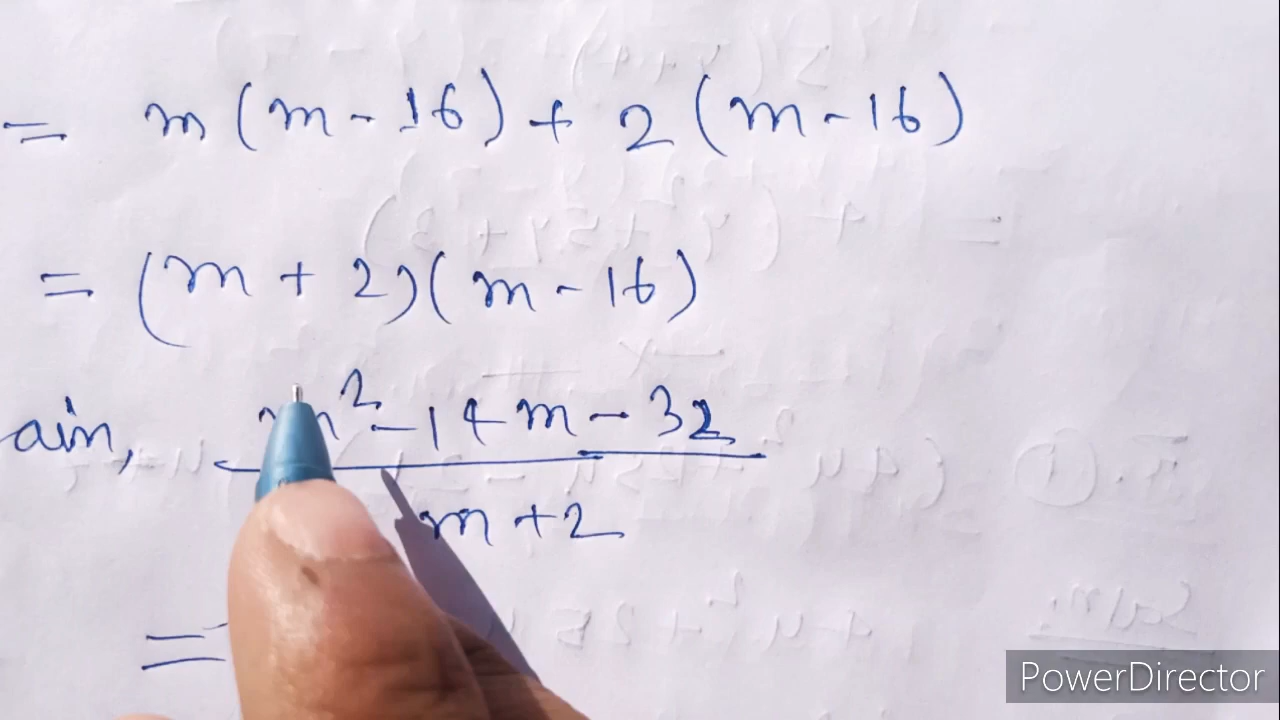 = m(m-16)+2(m-16)
= (m+2)(m-16)
ain, m²-14m-32
m+2
=
PowerDirector